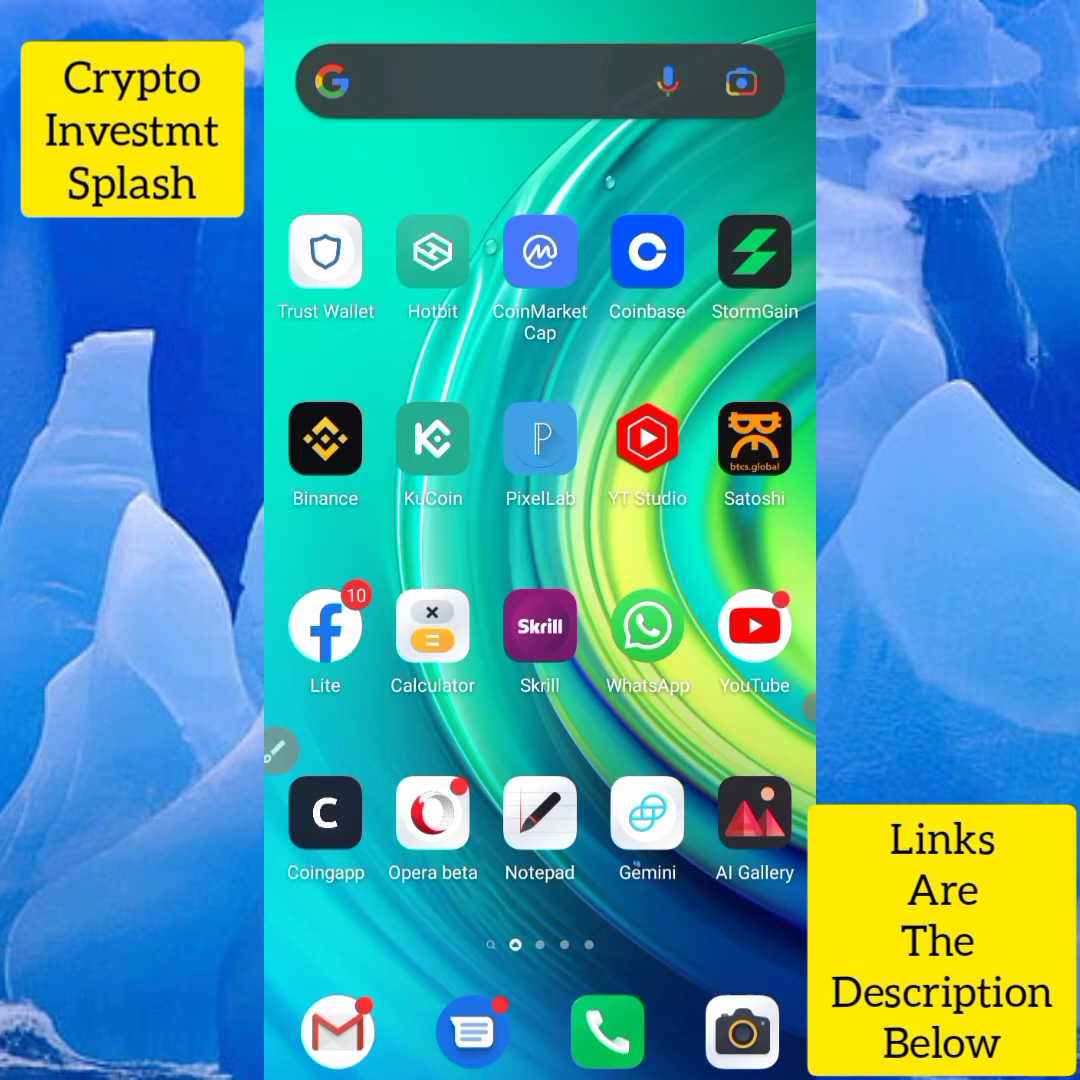 Crypto
Investmt
Splash
Trust Wallet
Hotbit
CoinMarket
Cap
Coinbase
StormGain
btcs.global
Binance
KuCoin
PixelLab
YT Studio
Satoshi
10
Skrill
Lite
Calculator
Skrill
WhatsApp
YouTube
Coingapp
Opera beta
Notepad
Gemini
AI Gallery
Links
Are
The
Description
Below